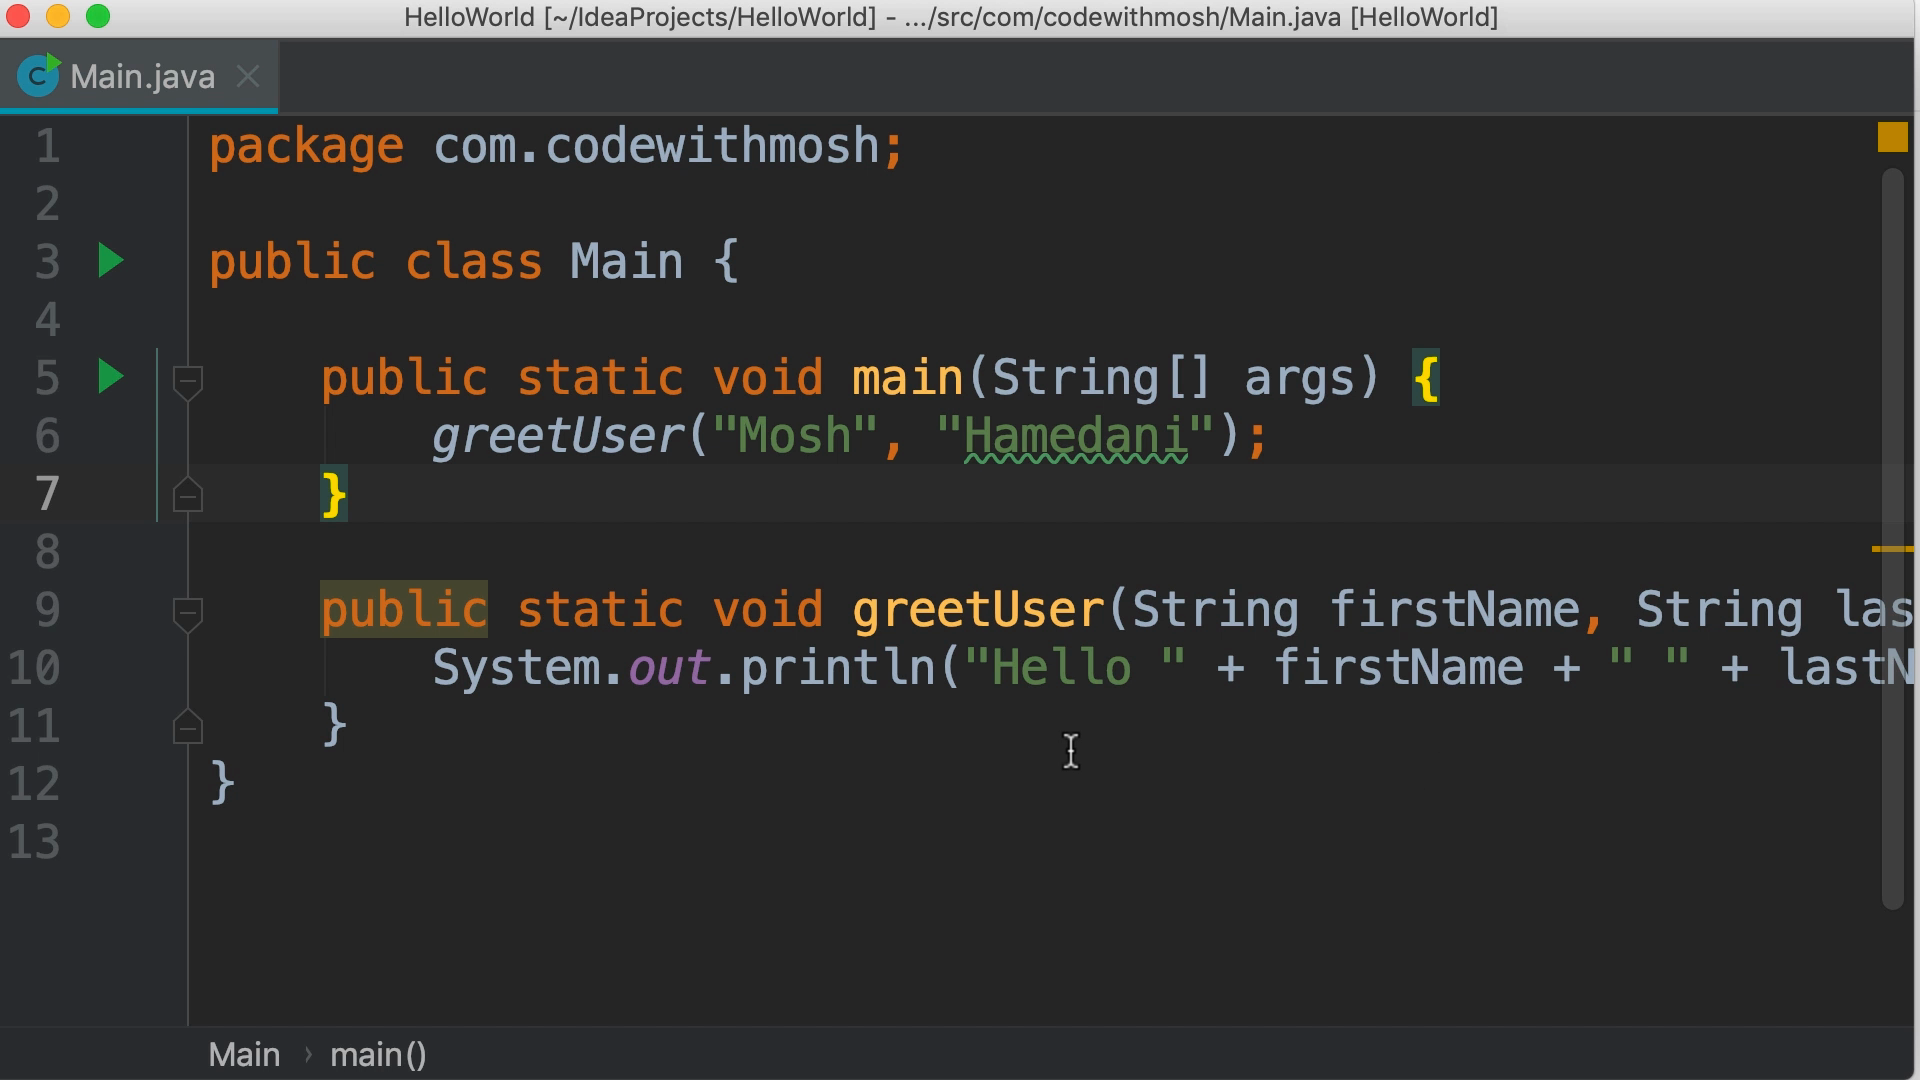 HelloWorld [~/IdeaProjects/HelloWorld] - .../src/com/codewithmosh/Main.java [HelloWorld]
Main.java
1 package com.codewithmosh;
2
3 public class Main {
4
5 public static void main(String[] args) {
6 greetUser("Mosh", "Hamedani");
7 }
8
9 public static void greetUser(String firstName, String las
10 System.out.println("Hello " + firstName + " " + lastN
11 }
12 }
13
Main › main()